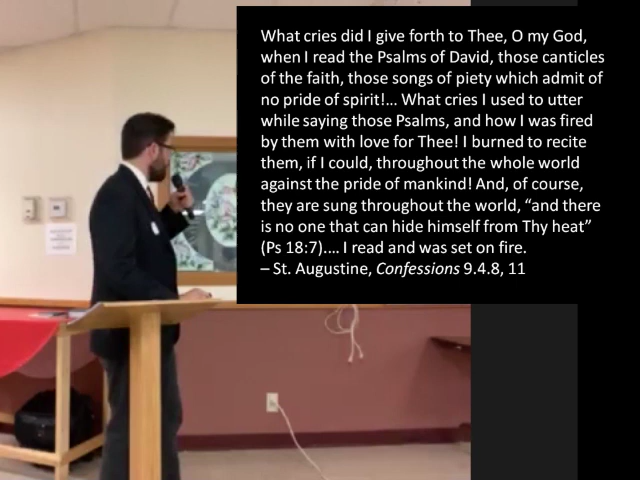 What cries did I give forth to Thee, O my God,
when I read the Psalms of David, those canticles
of the faith, those songs of piety which admit of
no pride of spirit!... What cries I used to utter
while saying those Psalms, and how I was fired
by them with love for Thee! I burned to recite
them, if I could, throughout the whole world
against the pride of mankind! And, of course,
they are sung throughout the world, “and there
is no one that can hide himself from Thy heat”
(Ps 18:7).... I read and was set on fire.
– St. Augustine, Confessions 9.4.8, 11